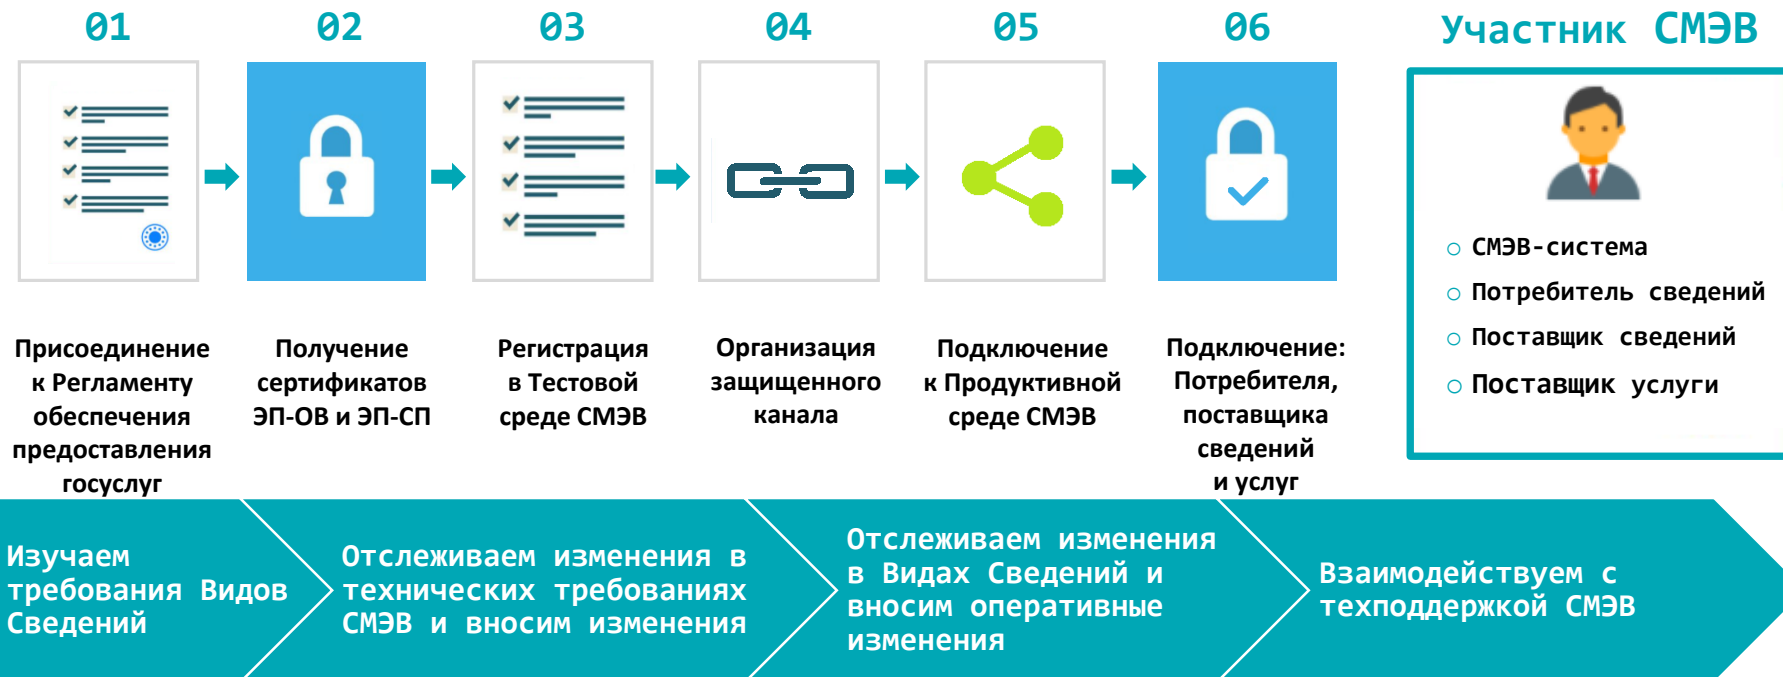 01
02
03
04
05
06
Участник СМЭВ
Присоединение
к Регламенту
обеспечения
предоставления
госуслуг
Получение
сертификатов
ЭП-ОВ и ЭП-СП
Регистрация
в Тестовой
среде СМЭВ
Организация
защищенного
канала
Подключение
к Продуктивной
среде СМЭВ
Подключение:
Потребителя,
поставщика
сведений
и услуг
СМЭВ-система
Потребитель сведений
Поставщик сведений
Поставщик услуги
Изучаем
требования Видов
Сведений
Отслеживаем изменения в
технических требованиях
СМЭВ и вносим изменения
Отслеживаем изменения
в Видах Сведений и
вносим оперативные
изменения
Взаимодействуем с
техподдержкой СМЭВ